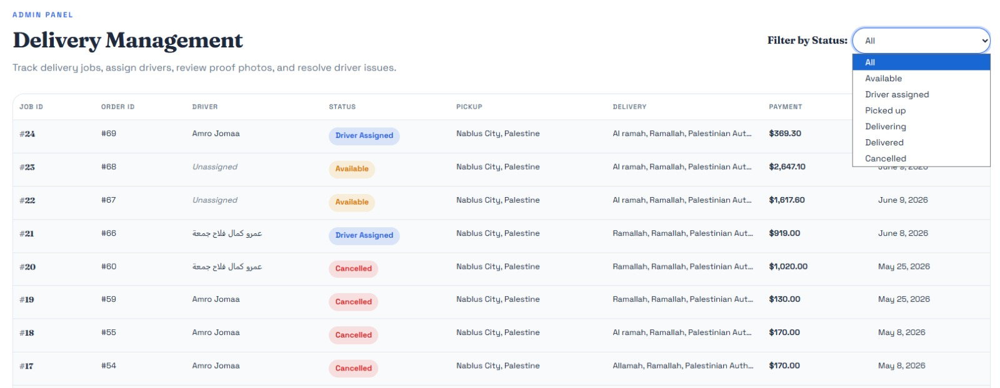 ADMIN PANEL
Delivery Management
Filter by Status: All
Track delivery jobs, assign drivers, review proof photos, and resolve driver issues.
All
Available
Driver assigned
Picked up
Delivering
Delivered
Cancelled
JOB ID ORDER ID DRIVER STATUS PICKUP DELIVERY PAYMENT
#24 #69 Amro Jomaa Driver Assigned Nablus City, Palestine Al ramah, Ramallah, Palestinian Aut... $369.30
#23 #68 Unassigned Available Nablus City, Palestine Al ramah, Ramallah, Palestinian Aut... $2,647.10 June 9, 2026
#22 #67 Unassigned Available Nablus City, Palestine Al ramah, Ramallah, Palestinian Aut... $1,617.60 June 9, 2026
#21 #66 عمرو كمال فلاح جمعة Driver Assigned Nablus City, Palestine Ramallah, Ramallah, Palestinian Aut... $919.00 June 8, 2026
#20 #60 عمرو كمال فلاح جمعة Cancelled Nablus City, Palestine Ramallah, Ramallah, Palestinian Aut... $1,020.00 May 25, 2026
#19 #59 Amro Jomaa Cancelled Nablus City, Palestine Ramallah, Ramallah, Palestinian Aut... $130.00 May 25, 2026
#18 #55 Amro Jomaa Cancelled Nablus City, Palestine Al ramah, Ramallah, Palestinian Aut... $170.00 May 8, 2026
#17 #54 Amro Jomaa Cancelled Nablus City, Palestine Allamah, Ramallah, Palestinian Auth... $170.00 May 8, 2026